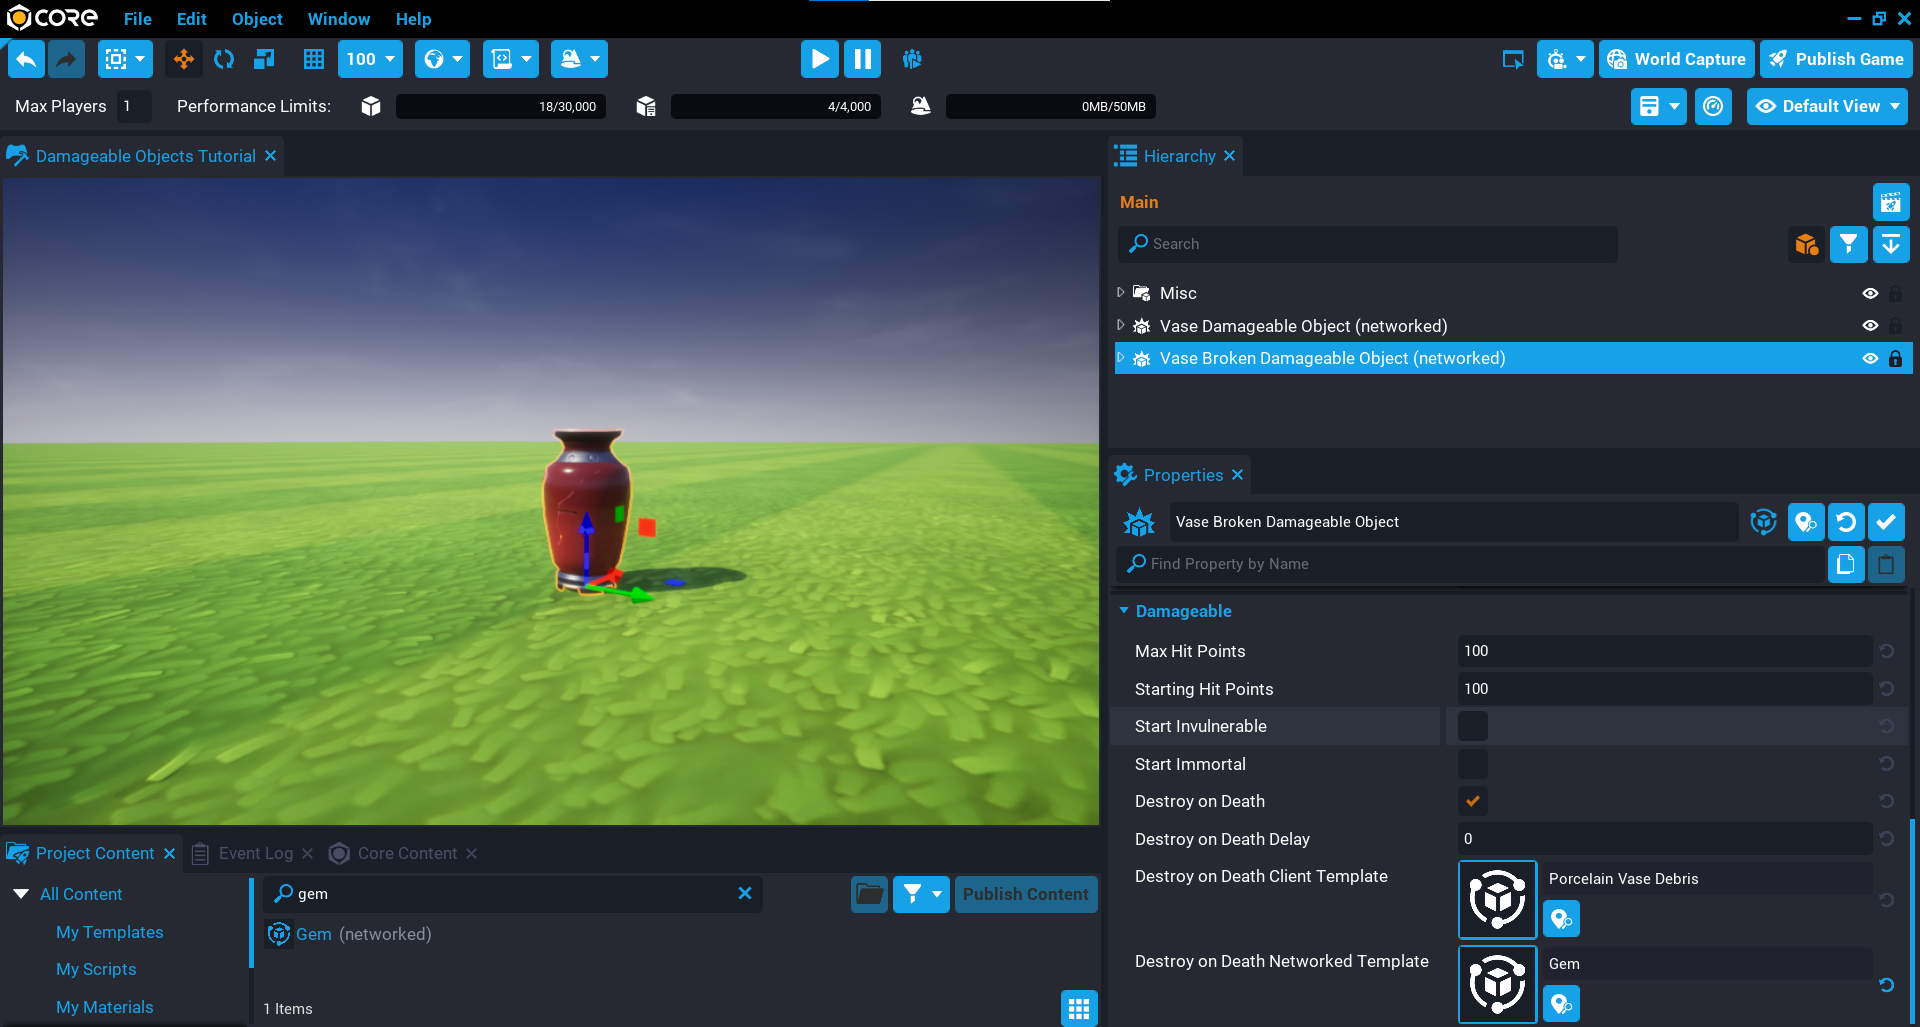 CORE File Edit Object Window Help
100 World Capture Publish Game
Max Players 1 Performance Limits: 18/30,000 4/4,000 0MB/50MB Default View
Damageable Objects Tutorial
Hierarchy
Main
Search
Misc
Vase Damageable Object (networked)
Vase Broken Damageable Object (networked)
Properties
Vase Broken Damageable Object
Find Property by Name
Damageable
Max Hit Points 100
Starting Hit Points 100
Start Invulnerable
Start Immortal
Destroy on Death
Destroy on Death Delay 0
Destroy on Death Client Template Porcelain Vase Debris
Destroy on Death Networked Template Gem
Project Content Event Log Core Content
All Content
My Templates
My Scripts
My Materials
gem Publish Content
Gem (networked)
1 Items